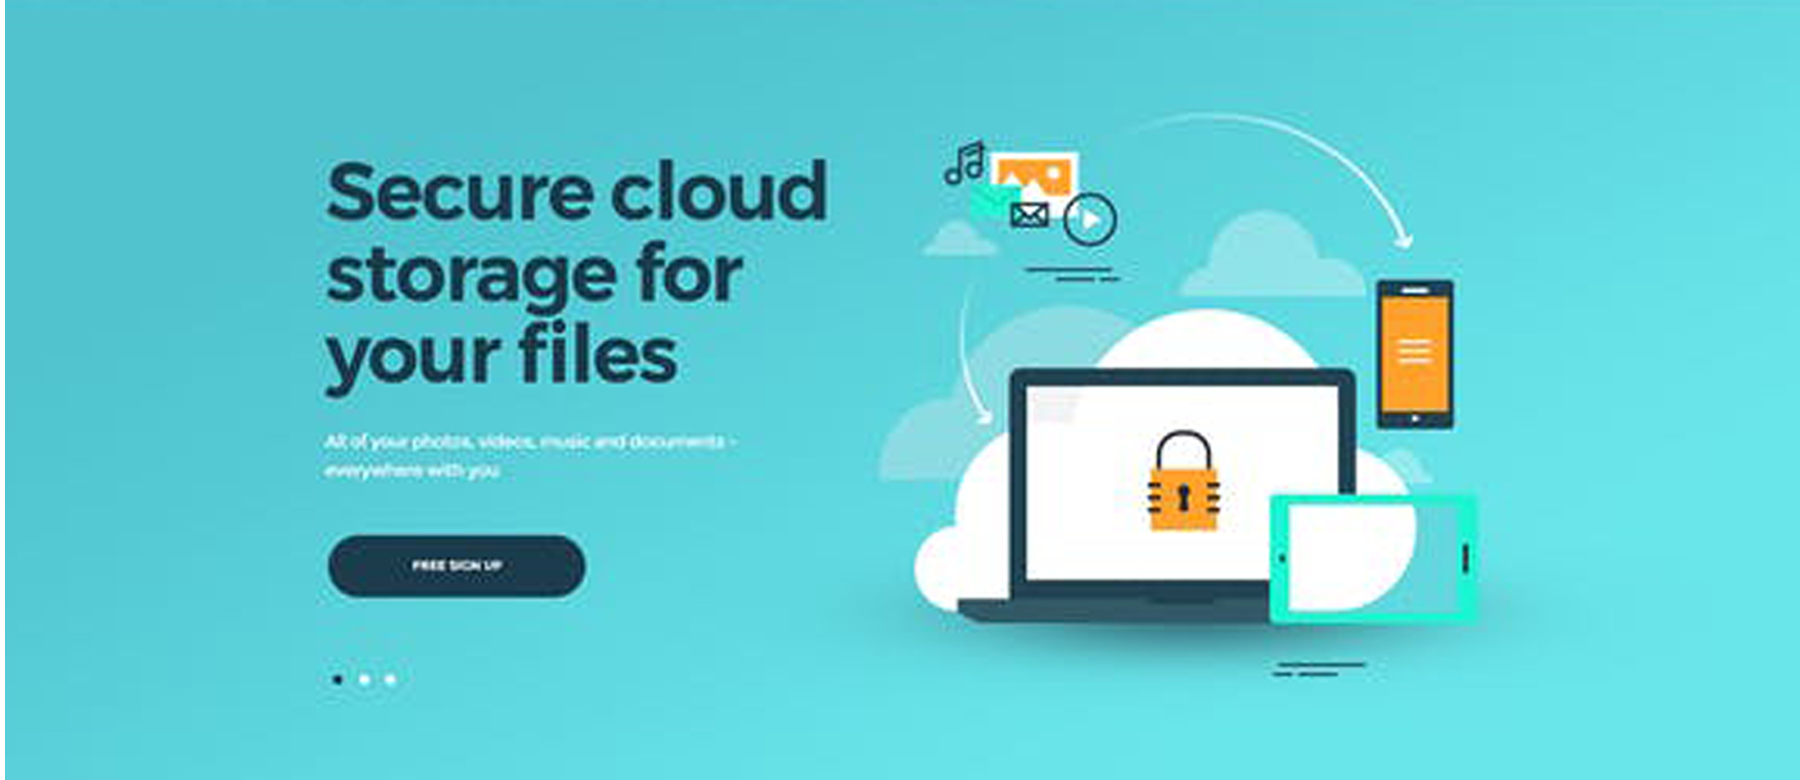 Secure cloud
storage for
your files
All of your photos, videos, music and documents -
everywhere with you
FREE SIGN UP